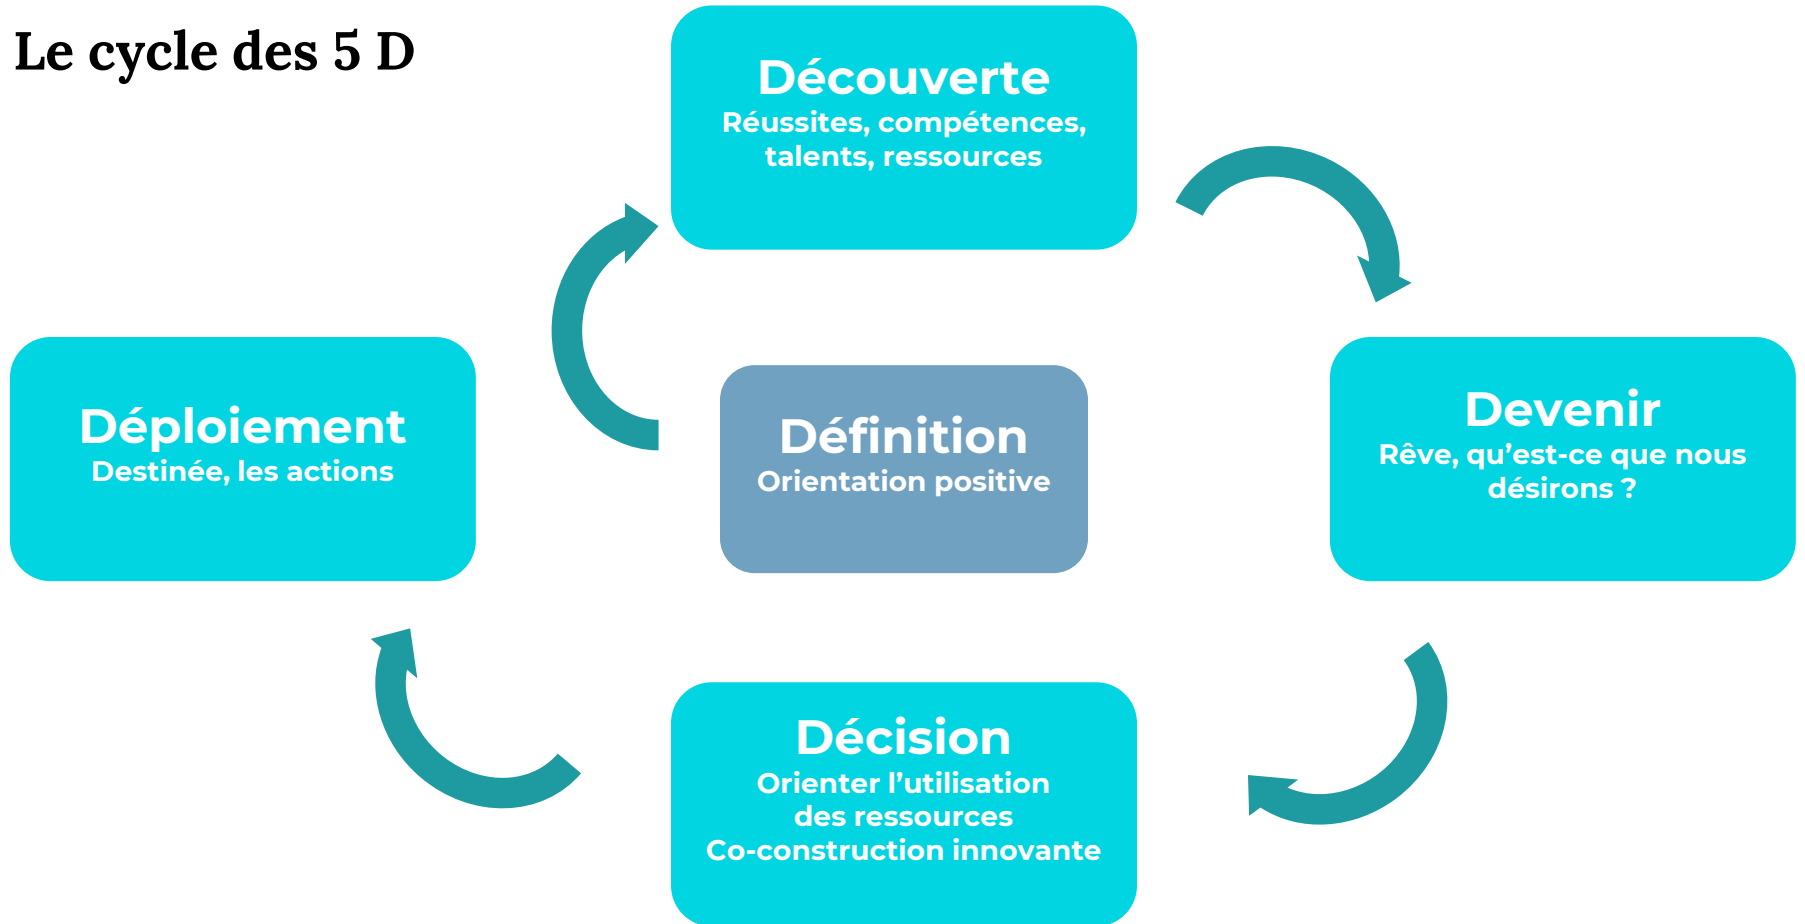 Le cycle des 5 D
Découverte
Réussites, compétences,
talents, ressources
Déploiement
Destinée, les actions
Définition
Orientation positive
Devenir
Rêve, qu’est-ce que nous
désirons ?
Décision
Orienter l’utilisation
des ressources
Co-construction innovante